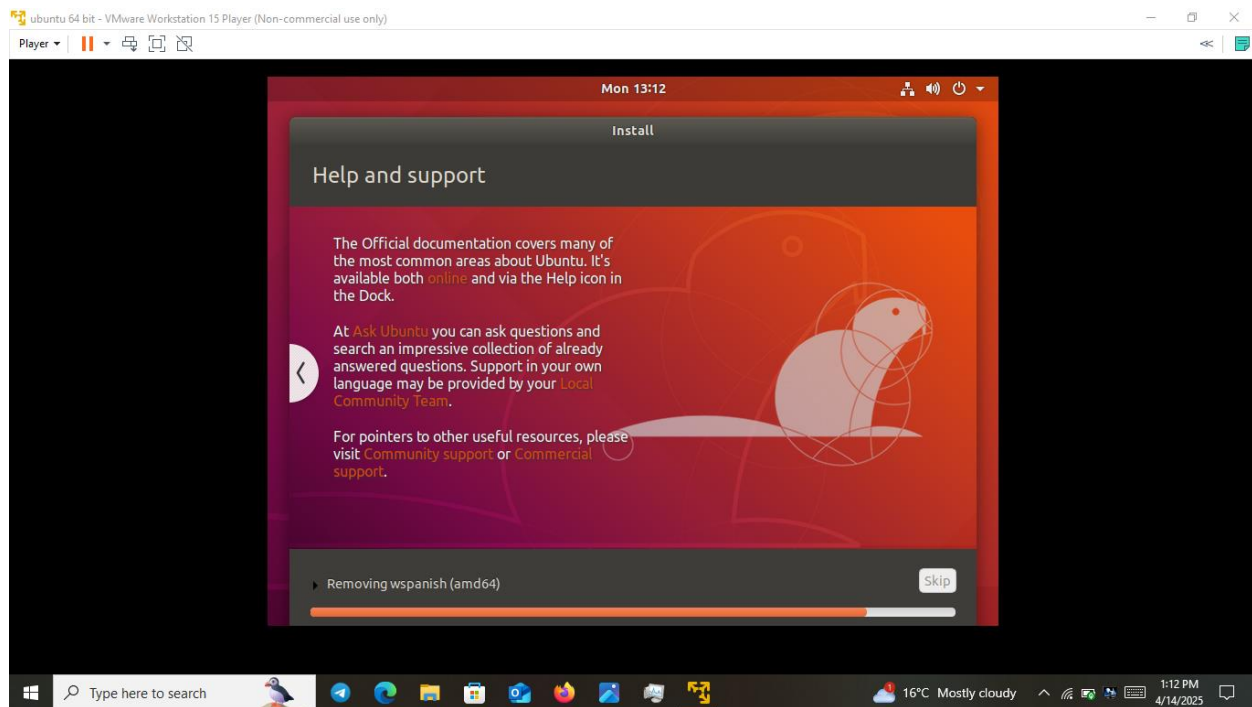 ubuntu 64 bit - VMware Workstation 15 Player (Non-commercial use only)
Player
Mon 13:12
Install
Help and support
The Official documentation covers many of
the most common areas about Ubuntu. It's
available both online and via the Help icon in
the Dock.
At Ask Ubuntu you can ask questions and
search an impressive collection of already
answered questions. Support in your own
language may be provided by your Local
Community Team.
For pointers to other useful resources, please
visit Community support or Commercial
support.
Removing wspanish (amd64)
Skip
Type here to search
1
16°C Mostly cloudy
1:12 PM
4/14/2025